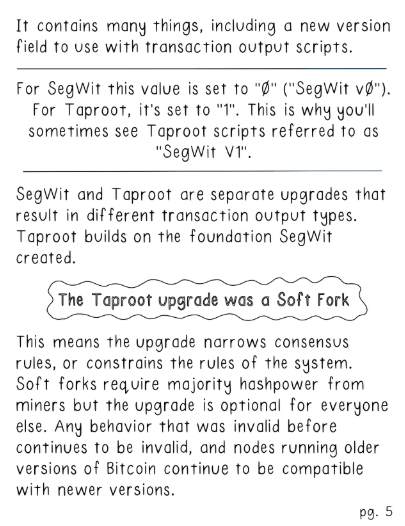 It contains many things, including a new version
field to use with transaction output scripts.
For SegWit this value is set to "0" ("SegWit v0").
For Taproot, it's set to "1". This is why you'll
sometimes see Taproot scripts referred to as
"SegWit V1".
SegWit and Taproot are separate upgrades that
result in different transaction output types.
Taproot builds on the foundation SegWit
created.
The Taproot upgrade was a Soft Fork
This means the upgrade narrows consensus
rules, or constrains the rules of the system.
Soft forks require majority hashpower from
miners but the upgrade is optional for everyone
else. Any behavior that was invalid before
continues to be invalid, and nodes running older
versions of Bitcoin continue to be compatible
with newer versions.
pg. 5